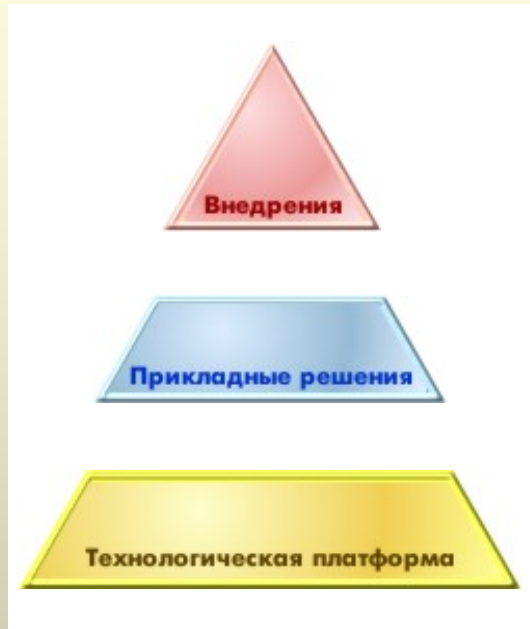 Внедрения
Прикладные решения
Технологическая платформа